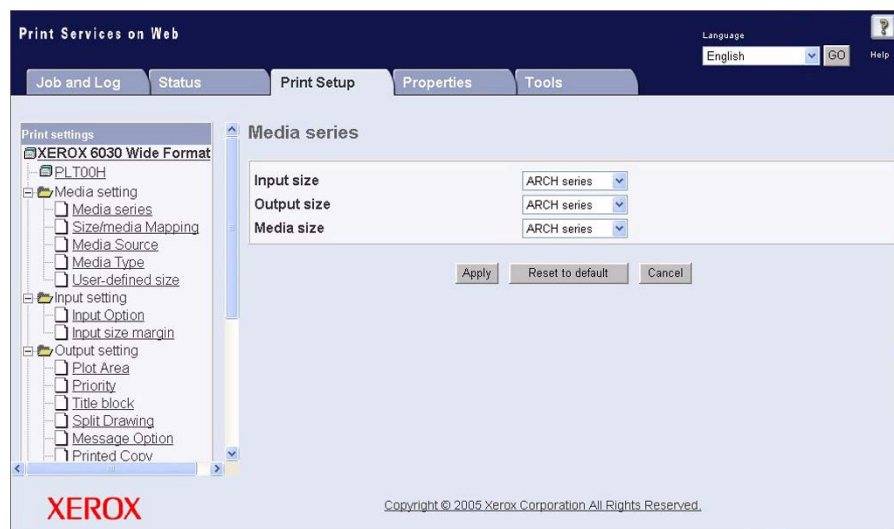 Print Services on Web
Language
English
GO
?
Help
Job and Log
Status
Print Setup
Properties
Tools
Print settings
XEROX 6030 Wide Format
PLT00H
Media setting
Media series
Size/media Mapping
Media Source
Media Type
User-defined size
Input setting
Input Option
Input size margin
Output setting
Plot Area
Priority
Title block
Split Drawing
Message Option
Printed Copy
Media series
Input size
ARCH series
Output size
ARCH series
Media size
ARCH series
Apply
Reset to default
Cancel
XEROX
Copyright © 2005 Xerox Corporation All Rights Reserved.